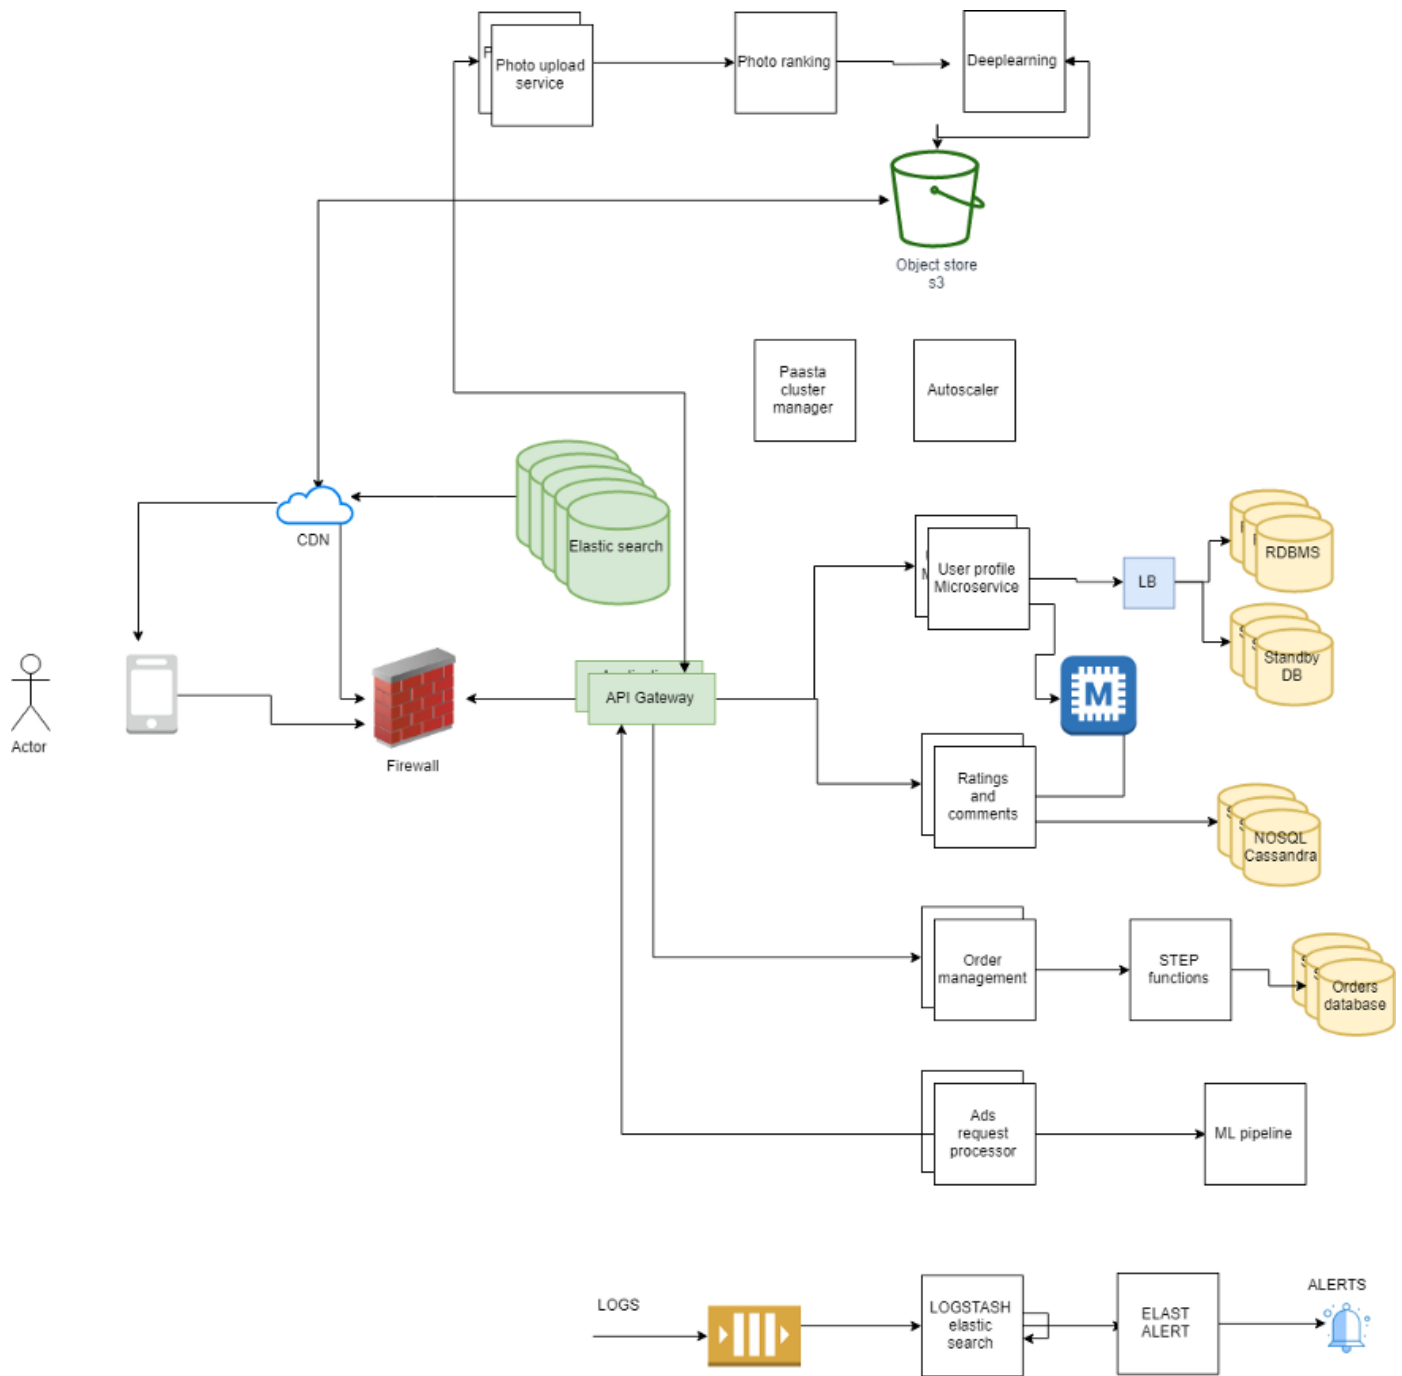 Photo upload
service
Photo ranking
Deeplearning
Object store
s3
Paasta
cluster
manager
Autoscaler
CDN
Elastic search
User profile
Microservice
LB
RDBMS
Standby
DB
Actor
Firewall
API Gateway
M
Ratings
and
comments
NOSQL
Cassandra
Order
management
STEP
functions
Orders
database
Ads
request
processor
ML pipeline
LOGS
LOGSTASH
elastic
search
ELAST
ALERT
ALERTS